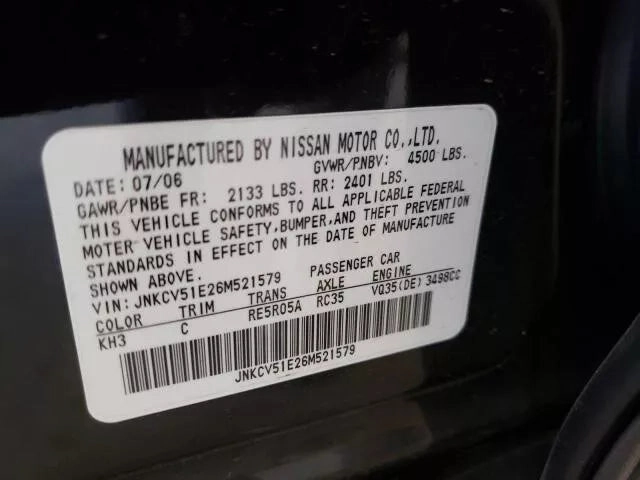 MANUFACTURED BY NISSAN MOTOR CO.,LTD.
DATE: 07/06 GVWR/PNBV: 4500 LBS.
GAWR/PNBE FR: 2133 LBS. RR: 2401 LBS.
THIS VEHICLE CONFORMS TO ALL APPLICABLE FEDERAL
MOTER VEHICLE SAFETY, BUMPER, AND THEFT PREVENTION
STANDARDS IN EFFECT ON THE DATE OF MANUFACTURE
SHOWN ABOVE.
VIN: JNKCV51E26M521579 PASSENGER CAR
COLOR TRIM TRANS AXLE ENGINE
KH3 C RE5R05A RC35 VQ35(DE) 3498CC
JNKCV51E26M521579